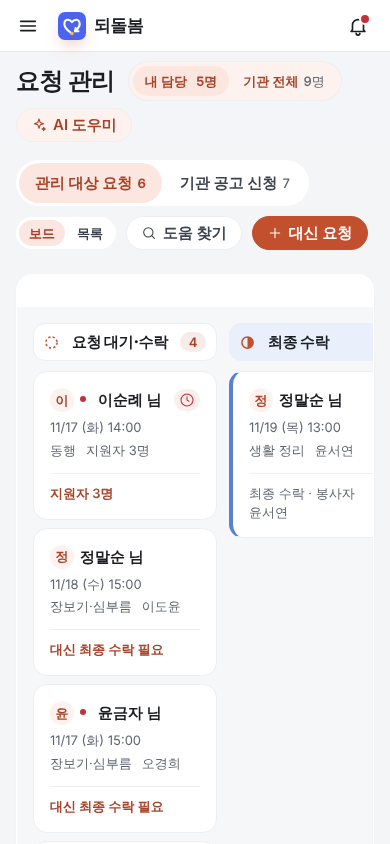 되돌봄
요청 관리
내 담당 5명 기관 전체 9명
AI 도우미
관리 대상 요청 6 기관 공고 신청 7
보드 목록 도움 찾기 + 대신 요청
요청 대기·수락 4
이 이순례 님
11/17 (화) 14:00
동행 지원자 3명
지원자 3명
정 정말순 님
11/18 (수) 15:00
장보기·심부름 이도윤
대신 최종 수락 필요
윤 윤금자 님
11/17 (화) 15:00
장보기·심부름 오경희
대신 최종 수락 필요
최종 수락
정 정말순 님
11/19 (목) 13:00
생활 정리 윤서연
최종 수락 · 봉사자
윤서연